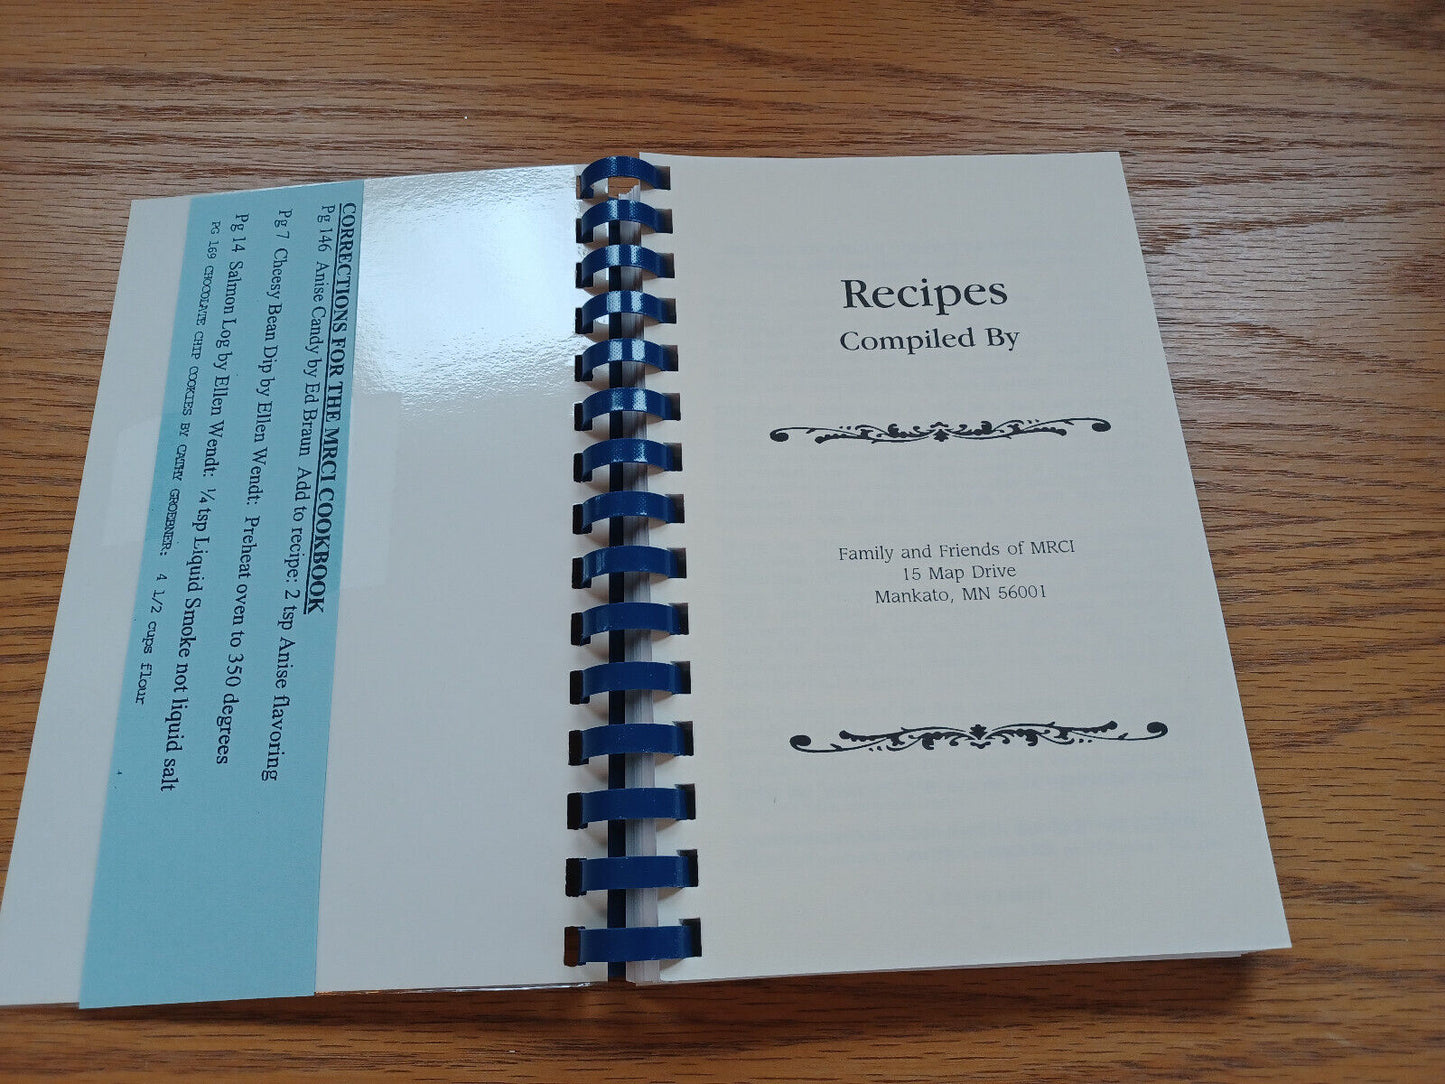 CORRECTIONS FOR THE MRCI COOKBOOK
Pg 146 Anise Candy by Ed Braun Add to recipe: 2 tsp Anise flavoring
Pg 7 Cheesy Bean Dip by Ellen Wendt: Preheat oven to 350 degrees
Pg 14 Salmon Log by Ellen Wendt: ¼ tsp Liquid Smoke not liquid salt
PG 169 CHOCOLATE CHIP COOKIES BY CATHY GROEBNER: 4 1/2 cups flour
Recipes
Compiled By
Family and Friends of MRCI
15 Map Drive
Mankato, MN 56001